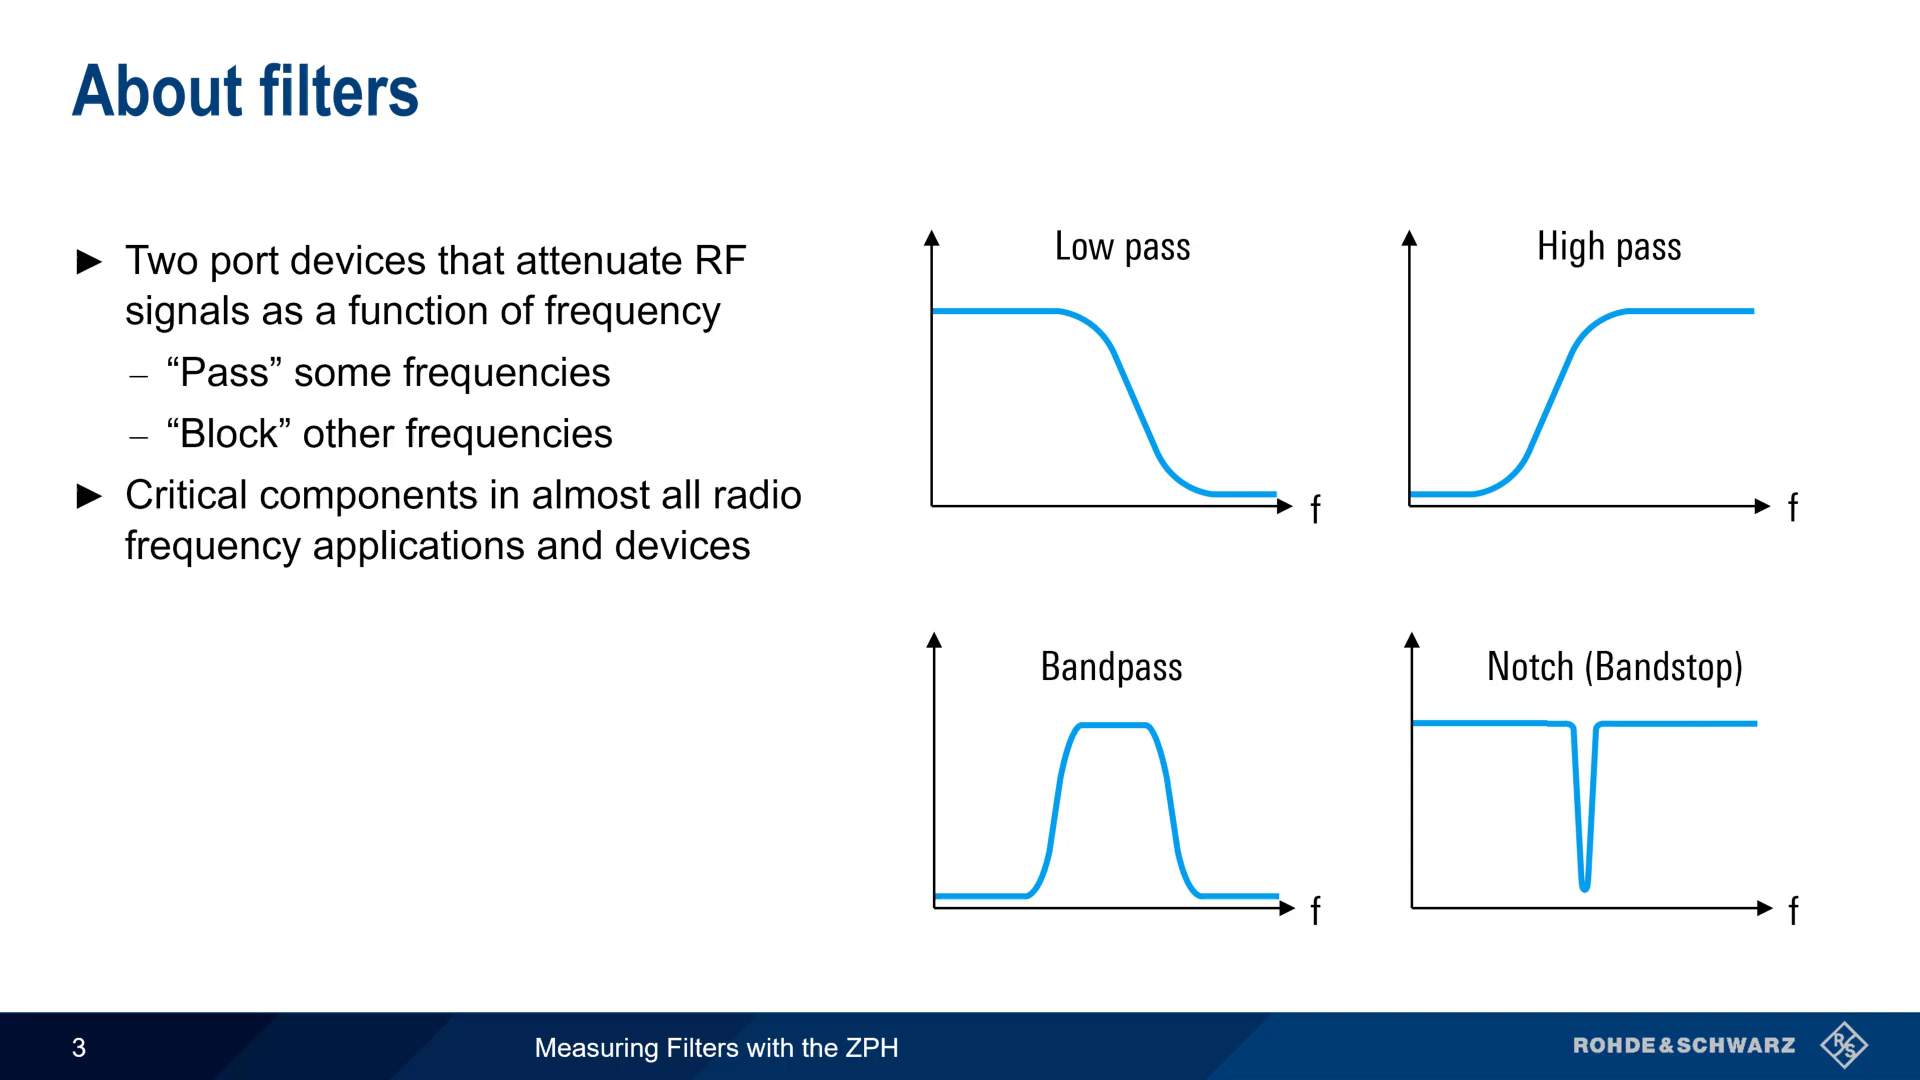 About filters
► Two port devices that attenuate RF
signals as a function of frequency
– “Pass” some frequencies
– “Block” other frequencies
► Critical components in almost all radio
frequency applications and devices
Low pass
f
High pass
f
Bandpass
f
Notch (Bandstop)
f
3
Measuring Filters with the ZPH
ROHDE&SCHWARZ
R&S